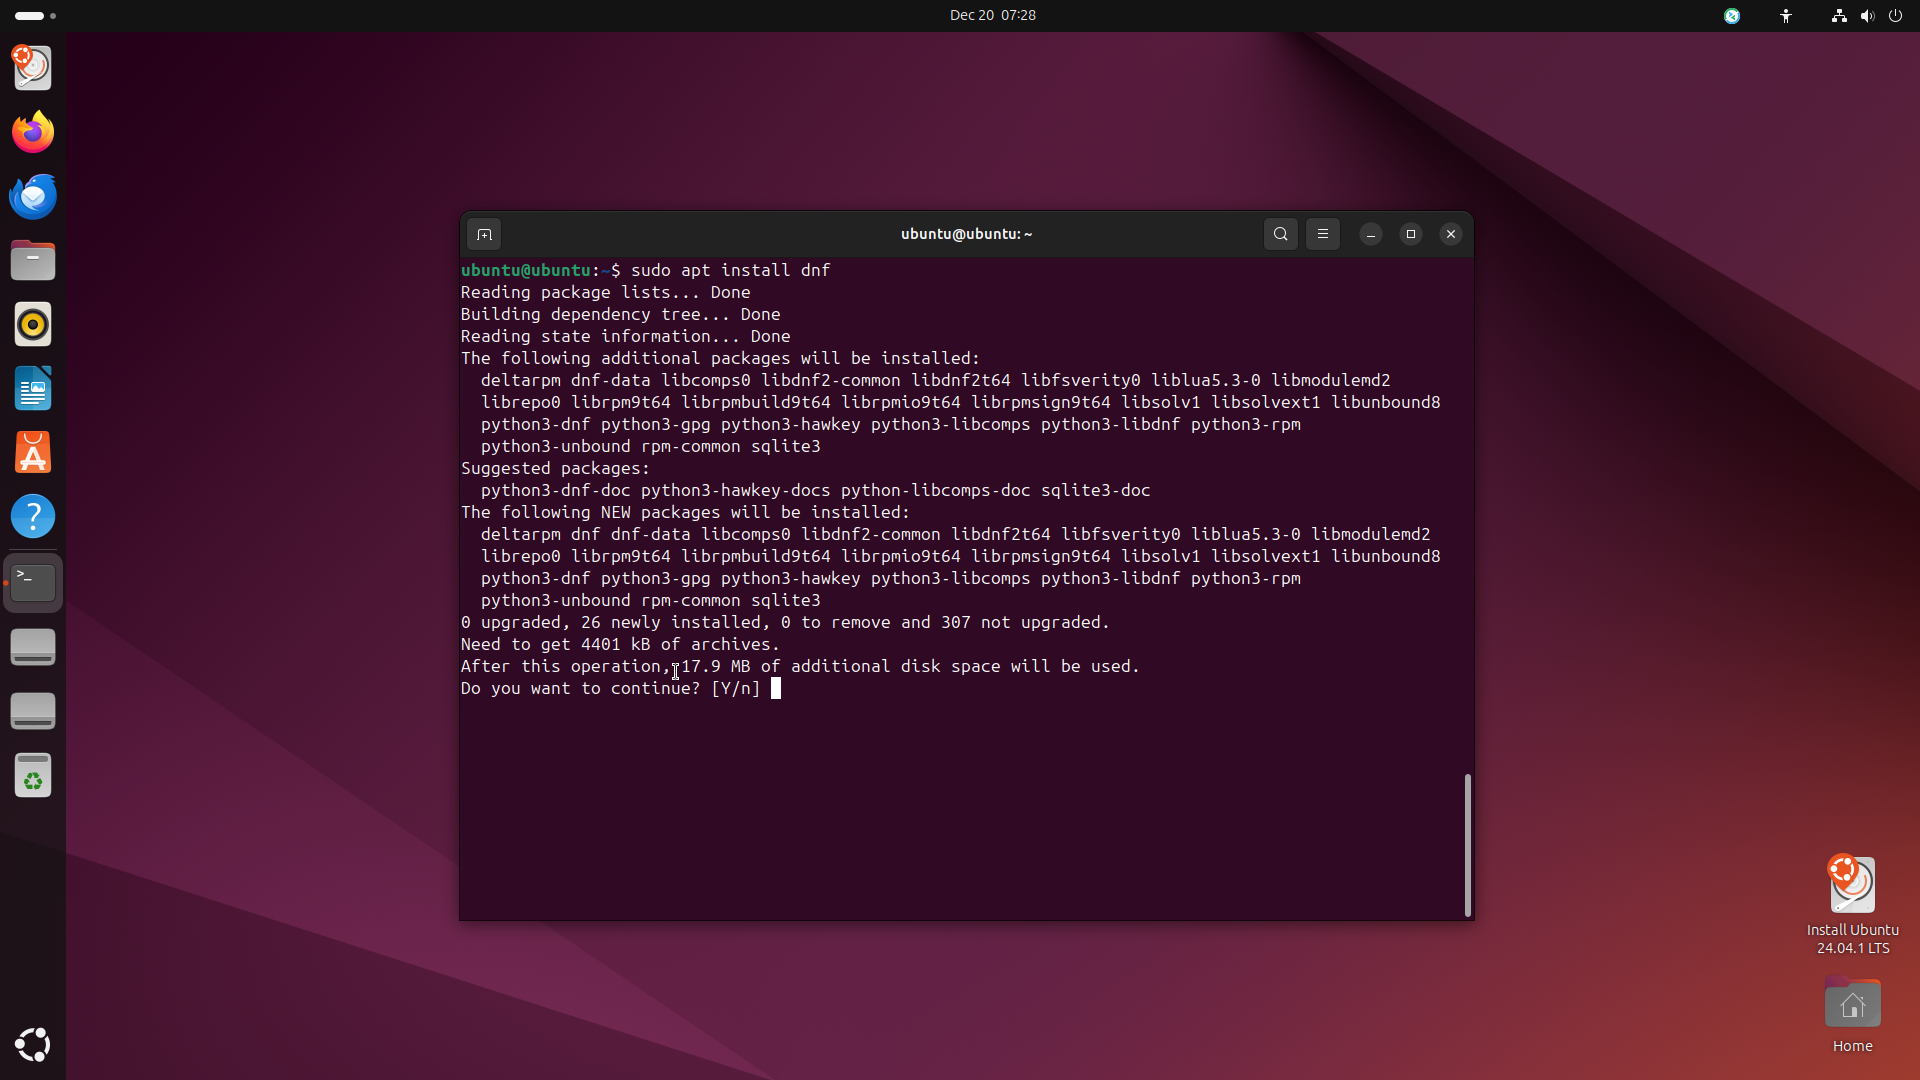 Dec 20 07:28
ubuntu@ubuntu: ~
ubuntu@ubuntu:~$ sudo apt install dnf
Reading package lists... Done
Building dependency tree... Done
Reading state information... Done
The following additional packages will be installed:
  deltarpm dnf-data libcomps0 libdnf2-common libdnf2t64 libfsverity0 liblua5.3-0 libmodulemd2
  librepo0 librpm9t64 librpmbuild9t64 librpmio9t64 librpmsign9t64 libsolv1 libsolvext1 libunbound8
  python3-dnf python3-gpg python3-hawkey python3-libcomps python3-libdnf python3-rpm
  python3-unbound rpm-common sqlite3
Suggested packages:
  python3-dnf-doc python3-hawkey-docs python-libcomps-doc sqlite3-doc
The following NEW packages will be installed:
  deltarpm dnf dnf-data libcomps0 libdnf2-common libdnf2t64 libfsverity0 liblua5.3-0 libmodulemd2
  librepo0 librpm9t64 librpmbuild9t64 librpmio9t64 librpmsign9t64 libsolv1 libsolvext1 libunbound8
  python3-dnf python3-gpg python3-hawkey python3-libcomps python3-libdnf python3-rpm
  python3-unbound rpm-common sqlite3
0 upgraded, 26 newly installed, 0 to remove and 307 not upgraded.
Need to get 4401 kB of archives.
After this operation, 17.9 MB of additional disk space will be used.
Do you want to continue? [Y/n]
Install Ubuntu
24.04.1 LTS
Home